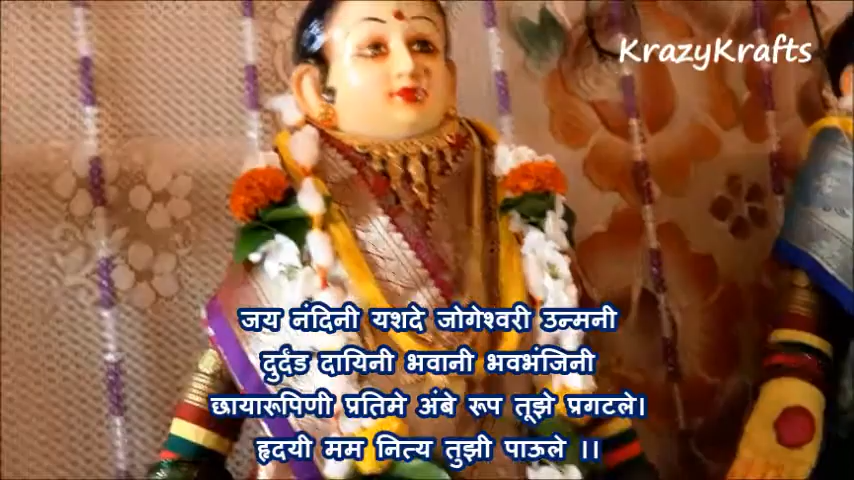 KrazyKrafts
जय नंदिनी यशदे जोगेश्वरी उन्मनी
दुर्दंड दायिनी भवानी भवभंजिनी
छायारूपिणी प्रतिमे अंबे रूप तूझे प्रगटले।
हृदयी मम नित्य तुझी पाऊले ।।